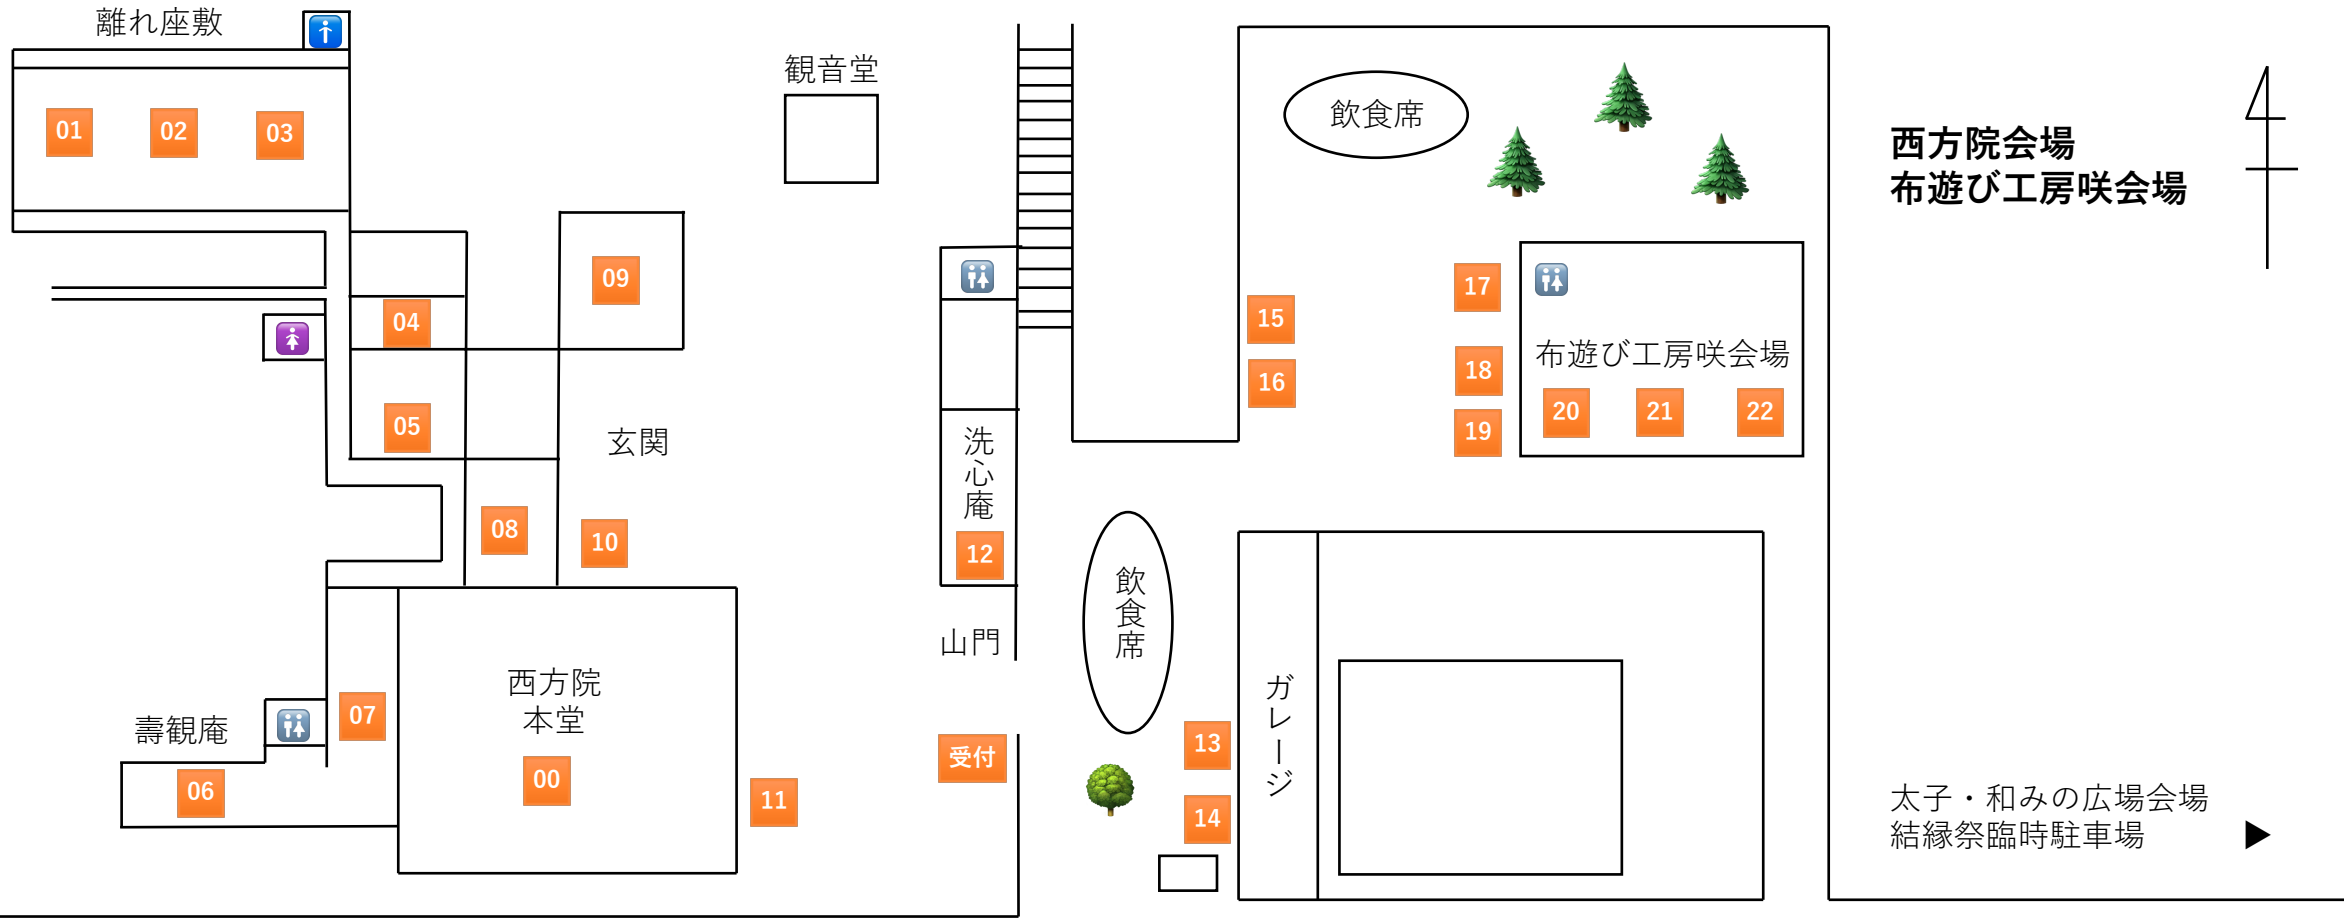 離れ座敷
01
02
03
観音堂
飲食席
西方院会場
布遊び工房咲会場
09
04
05
玄関
08
10
洗心庵
12
15
16
17
18
19
布遊び工房咲会場
20
21
22
飲食席
山門
受付
ガレージ
13
14
西方院
本堂
00
11
07
壽観庵
06
太子・和みの広場会場
結縁祭臨時駐車場